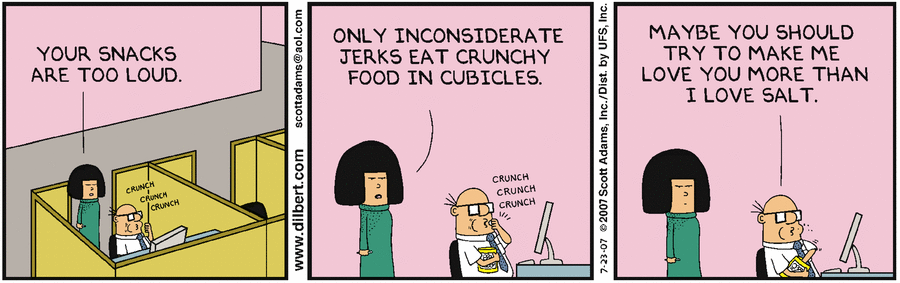 YOUR SNACKS
ARE TOO LOUD.
CRUNCH
CRUNCH
CRUNCH
www.dilbert.com
scottadams@aol.com
ONLY INCONSIDERATE
JERKS EAT CRUNCHY
FOOD IN CUBICLES.
CRUNCH
CRUNCH
CRUNCH
7-23-07 ©2007 Scott Adams, Inc./Dist. by UFS, Inc.
MAYBE YOU SHOULD
TRY TO MAKE ME
LOVE YOU MORE THAN
I LOVE SALT.